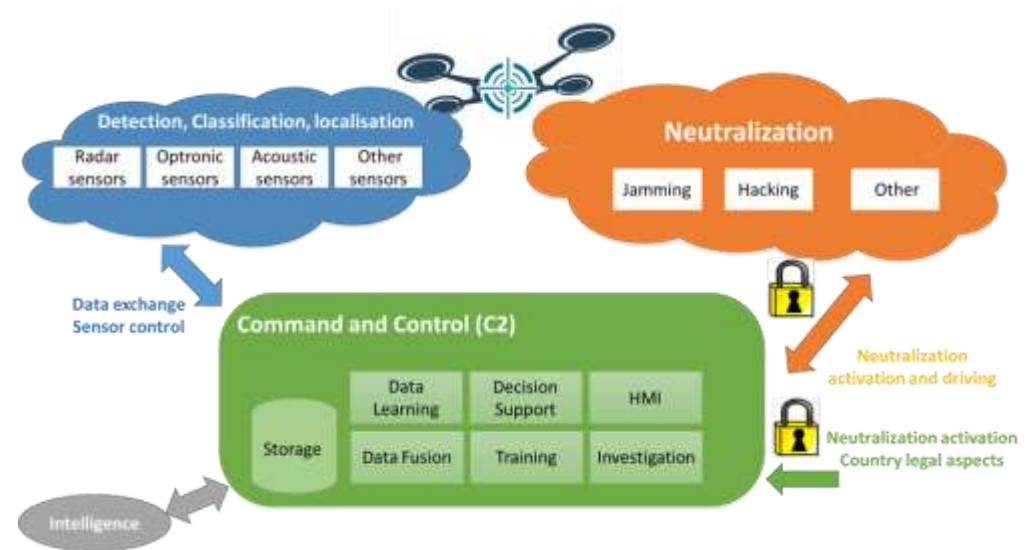 Detection, Classification, localisation
Radar
sensors
Optronic
sensors
Acoustic
sensors
Other
sensors
Neutralization
Jamming
Hacking
Other
Data exchange
Sensor control
Command and Control (C2)
Storage
Data
Learning
Decision
Support
HMI
Data Fusion
Training
Investigation
Neutralization
activation and driving
Neutralization activation
Country legal aspects
Intelligence